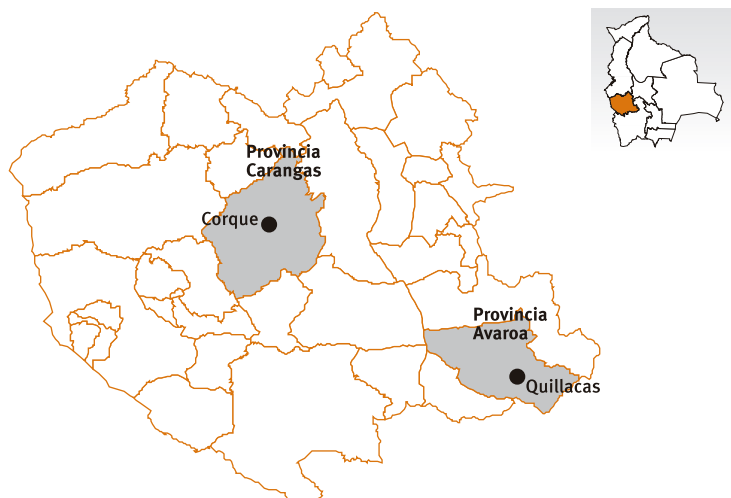 Provincia
Carangas
Corque
Provincia
Avaroa
Quillacas